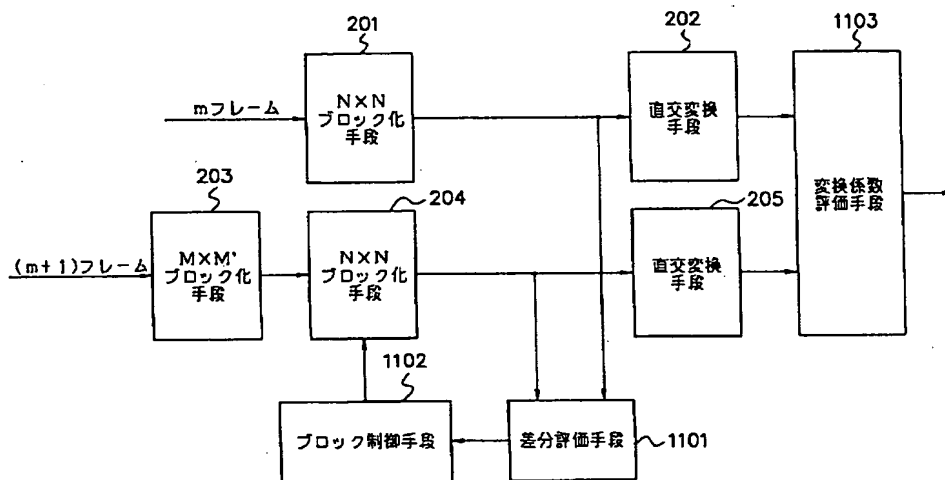 201
202
1103
mフレーム
N×N
ブロック化
手段
直交変換
手段
変換係数
評価手段
203
204
205
(m+1)フレーム
M×M'
ブロック化
手段
N×N
ブロック化
手段
直交変換
手段
1102
ブロック制御手段
差分評価手段
1101